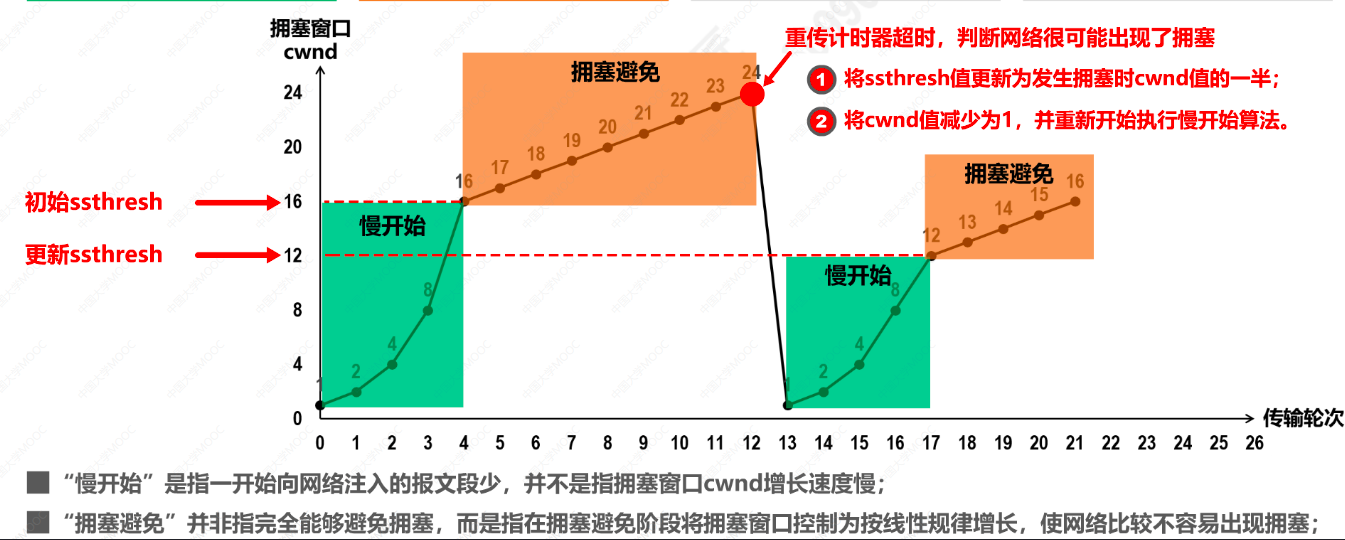 拥塞窗口
cwnd
24
20
16
12
8
4
0
初始ssthresh
更新ssthresh
慢开始
1
2
4
8
拥塞避免
16
17
18
19
20
21
22
23
24
重传计时器超时，判断网络很可能出现了拥塞
1 将ssthresh值更新为发生拥塞时cwnd值的一半；
2 将cwnd值减少为1，并重新开始执行慢开始算法。
慢开始
1
2
4
8
拥塞避免
12
13
14
15
16
0 1 2 3 4 5 6 7 8 9 10 11 12 13 14 15 16 17 18 19 20 21 22 23 24 25 26
传输轮次
“慢开始”是指一开始向网络注入的报文段少，并不是指拥塞窗口cwnd增长速度慢；
“拥塞避免”并非指完全能够避免拥塞，而是指在拥塞避免阶段将拥塞窗口控制为按线性规律增长，使网络比较不容易出现拥塞；
中国大学MOOC